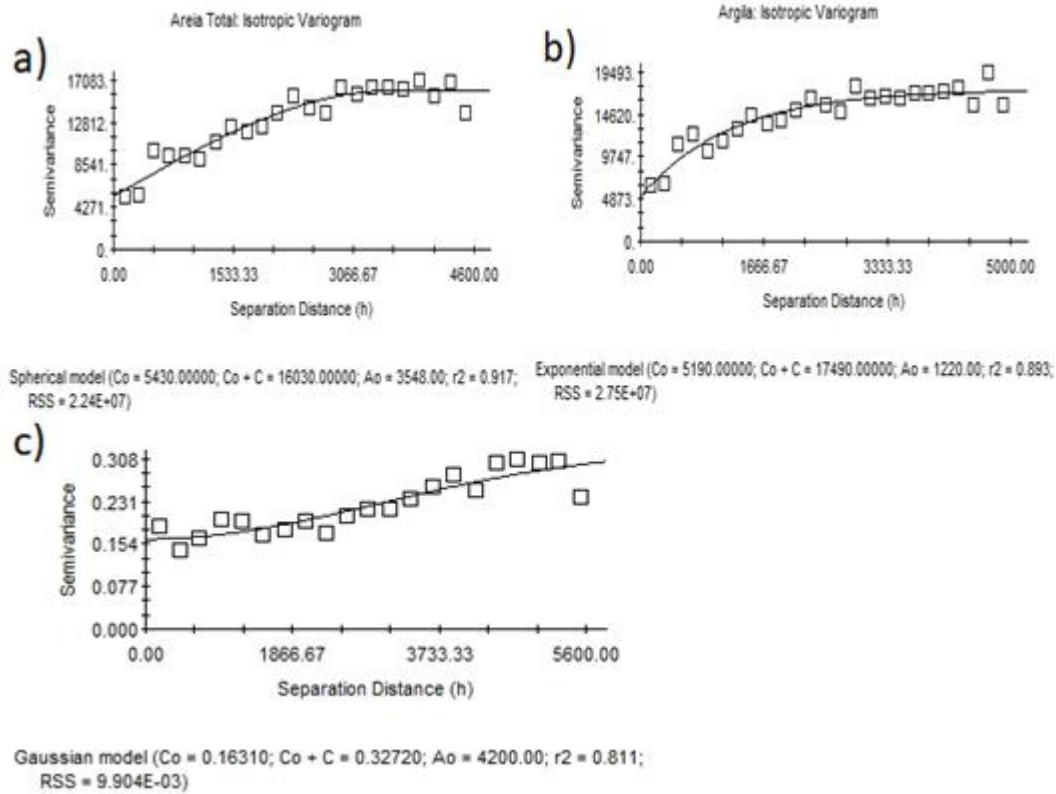 a)
Areia Total: Isotropic Variogram
17083.
12812.
8541.
4271.
0.
Semivariance
0.00 1533.33 3066.67 4600.00
Separation Distance (h)
Spherical model (Co = 5430.00000; Co + C = 16030.00000; Ao = 3548.00; r2 = 0.917;
RSS = 2.24E+07)
b)
Argila: Isotropic Variogram
19493.
14620.
9747.
4873.
0.
Semivariance
0.00 1666.67 3333.33 5000.00
Separation Distance (h)
Exponential model (Co = 5190.00000; Co + C = 17490.00000; Ao = 1220.00; r2 = 0.893;
RSS = 2.75E+07)
c)
0.308
0.231
0.154
0.077
0.000
Semivariance
0.00 1866.67 3733.33 5600.00
Separation Distance (h)
Gaussian model (Co = 0.16310; Co + C = 0.32720; Ao = 4200.00; r2 = 0.811;
RSS = 9.904E-03)